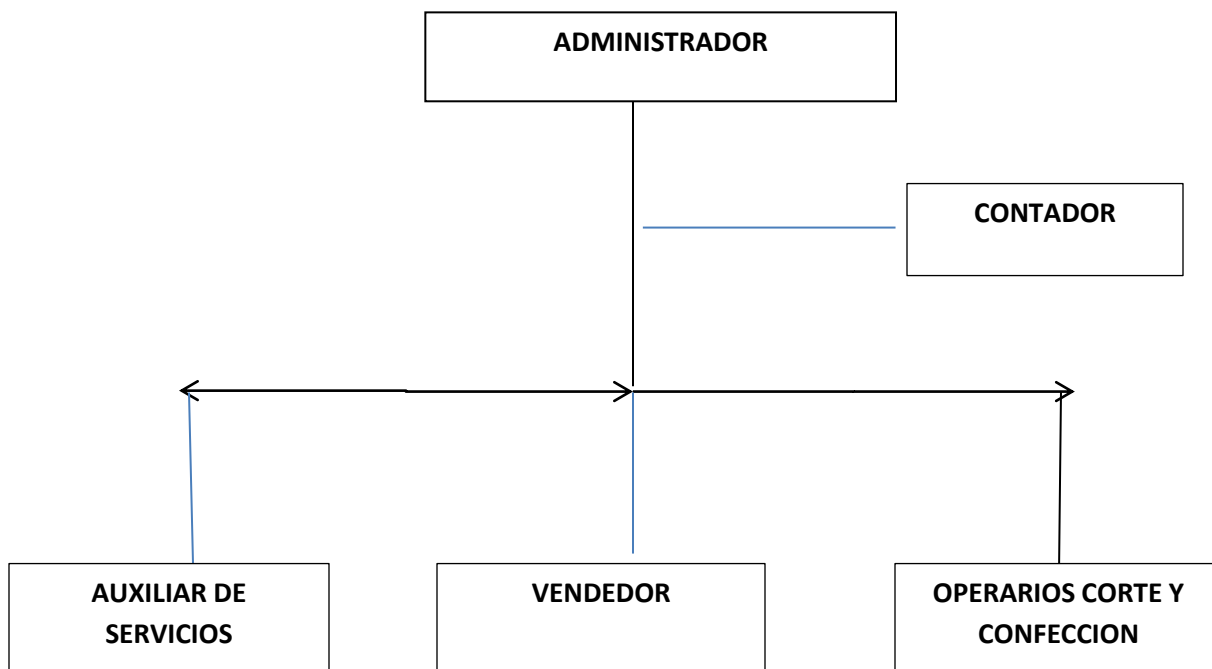 ADMINISTRADOR
CONTADOR
AUXILIAR DE
SERVICIOS
VENDEDOR
OPERARIOS CORTE Y
CONFECCION